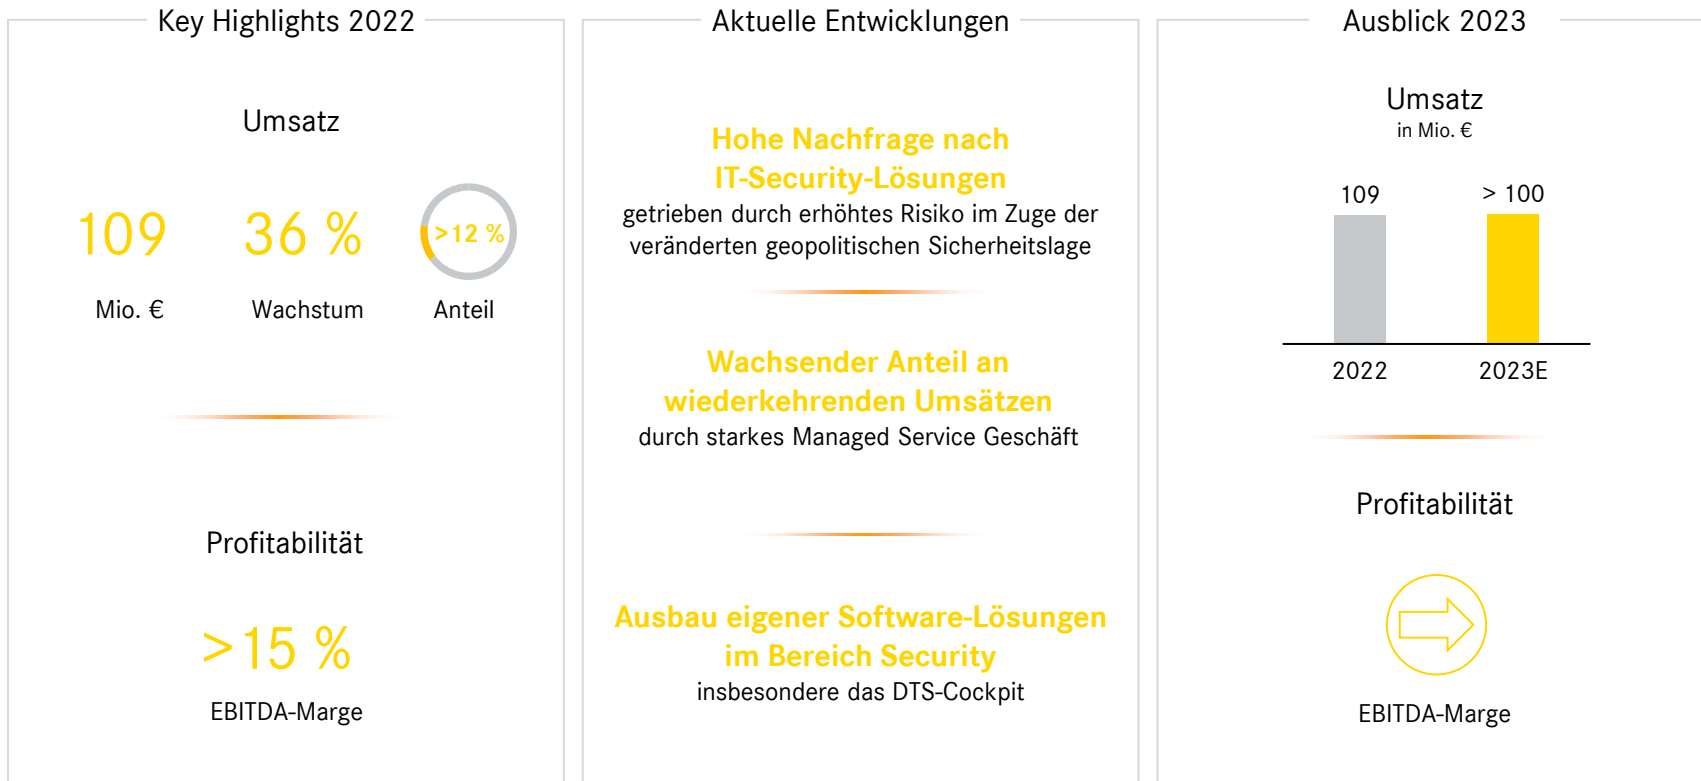 Key Highlights 2022
Umsatz
109
36 %
>12 %
Mio. €
Wachstum
Anteil
Profitabilität
>15 %
EBITDA-Marge
Aktuelle Entwicklungen
Hohe Nachfrage nach
IT-Security-Lösungen
getrieben durch erhöhtes Risiko im Zuge der
veränderten geopolitischen Sicherheitslage
Wachsender Anteil an
wiederkehrenden Umsätzen
durch starkes Managed Service Geschäft
Ausbau eigener Software-Lösungen
im Bereich Security
insbesondere das DTS-Cockpit
Ausblick 2023
Umsatz
in Mio. €
109
> 100
2022
2023E
Profitabilität
EBITDA-Marge